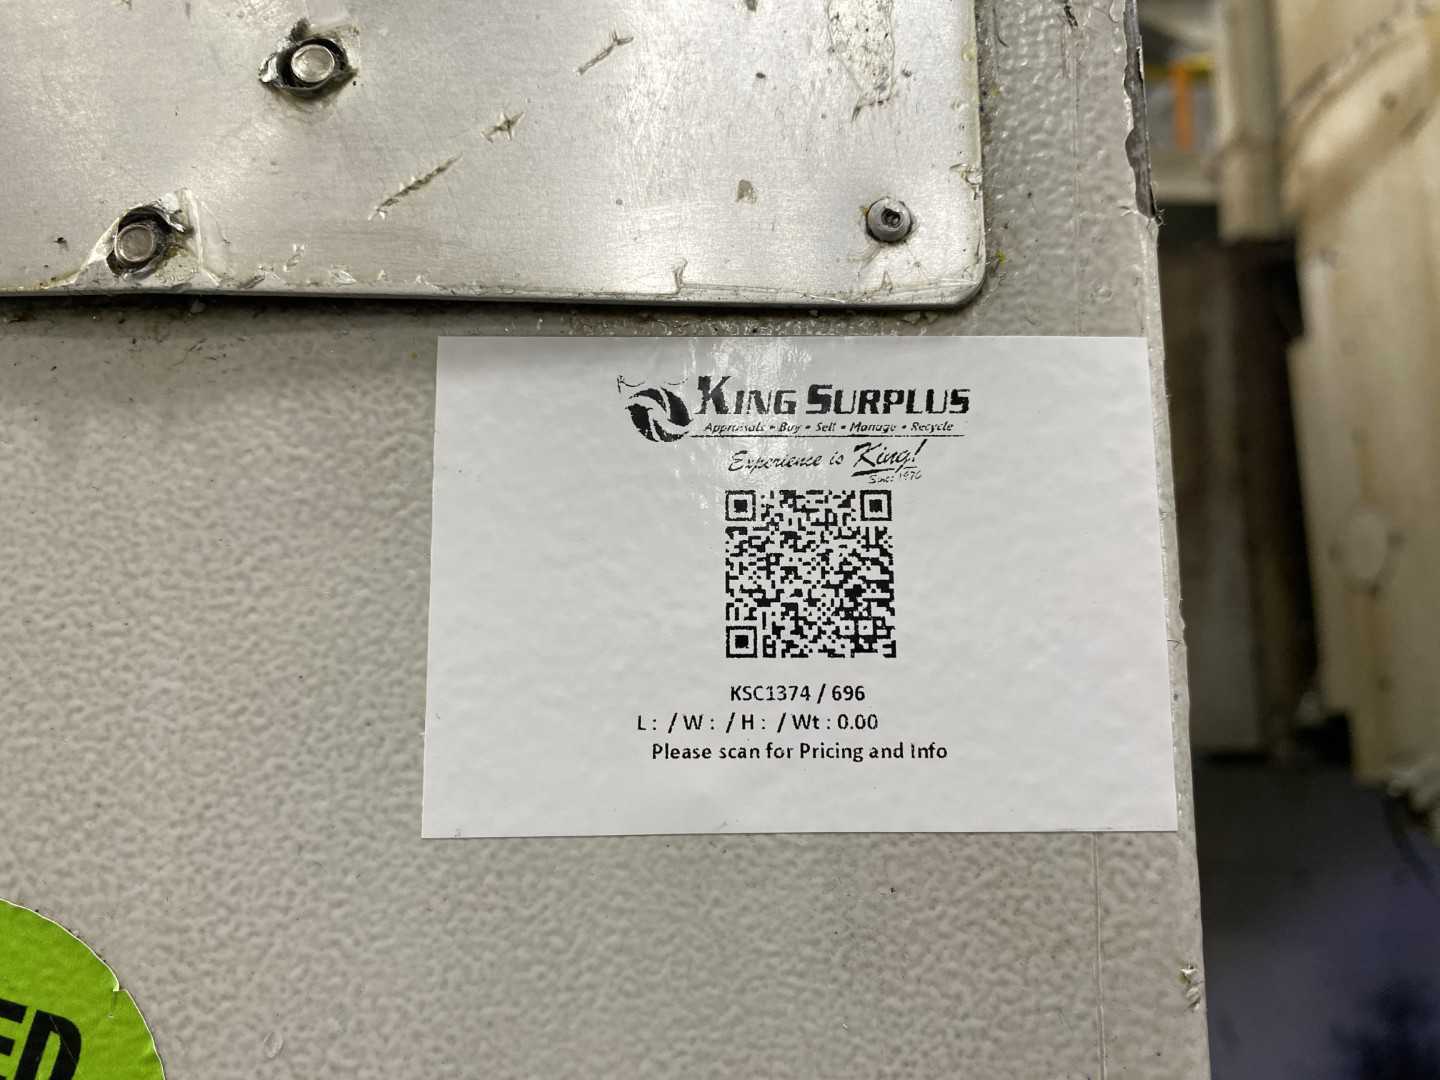 KING SURPLUS
Appraisals • Buy • Sell • Manage • Recycle
Experience is King!
Since 1976
KSC1374 / 696
L : / W : / H : / Wt : 0.00
Please scan for Pricing and Info
ED